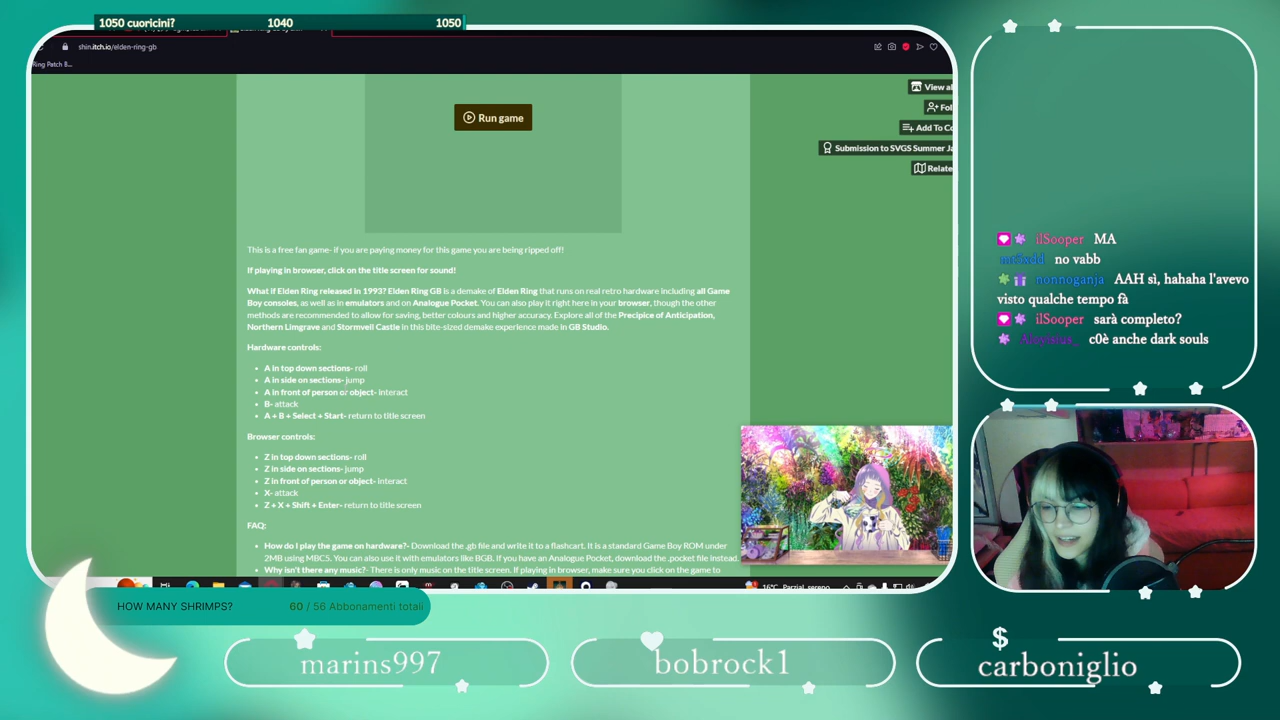 1050 cuoricini?
1040
1050
shin.itch.io/elden-ring-gb
Ring Patch B...
Run game
View al
Fol
Add To Co
Submission to SVGS Summer Ja
Relate
This is a free fan game- if you are paying money for this game you are being ripped off!
If playing in browser, click on the title screen for sound!
What if Elden Ring released in 1993? Elden Ring GB is a demake of Elden Ring that runs on real retro hardware including all Game
Boy consoles, as well as in emulators and on Analogue Pocket. You can also play it right here in your browser, though the other
methods are recommended to allow for saving, better colours and higher accuracy. Explore all of the Precipice of Anticipation,
Northern Limgrave and Stormveil Castle in this bite-sized demake experience made in GB Studio.
Hardware controls:
A in top down sections- roll
A in side on sections- jump
A in front of person or object- interact
B- attack
A + B + Select + Start- return to title screen
Browser controls:
Z in top down sections- roll
Z in side on sections- jump
Z in front of person or object- interact
X- attack
Z + X + Shift + Enter- return to title screen
FAQ:
How do I play the game on hardware?- Download the .gb file and write it to a flashcart. It is a standard Game Boy ROM under
2MB using MBC5. You can also use it with emulators like BGB. If you have an Analogue Pocket, download the .pocket file instead.
Why isn't there any music?- There is only music on the title screen. If playing in browser, make sure you click on the game to
16°C Parzial. sereno
ilSooper MA
no vabb
nonnoganja AAH sì, hahaha l'avevo
visto qualche tempo fà
ilSooper sarà completo?
c0è anche dark souls
HOW MANY SHRIMPS?
60 / 56 Abbonamenti totali
marins997
bobrock1
$
carboniglio